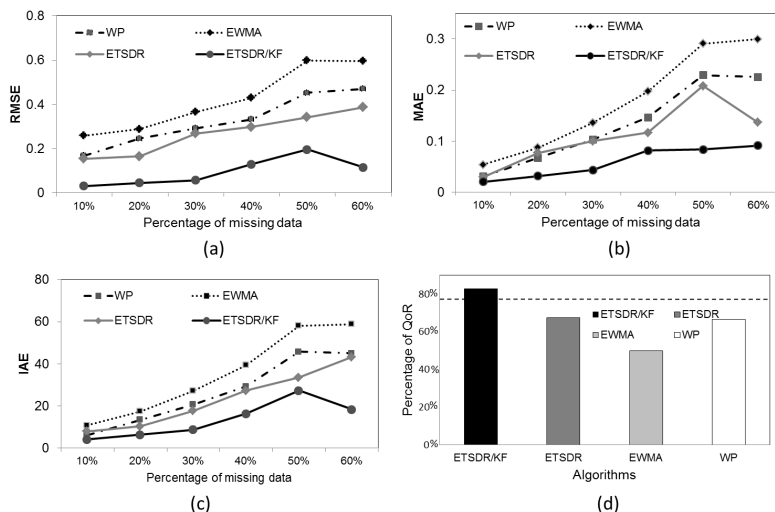 0.8
0.6
0.4
0.2
0
RMSE
WP
EWMA
ETSDR
ETSDR/KF
10% 20% 30% 40% 50% 60%
Percentage of missing data
(a)
0.3
0.2
0.1
0
MAE
WP
EWMA
ETSDR
ETSDR/KF
10% 20% 30% 40% 50% 60%
Percentage of missing data
(b)
80
60
40
20
0
IAE
WP
EWMA
ETSDR
ETSDR/KF
10% 20% 30% 40% 50% 60%
Percentage of missing data
(c)
80%
60%
40%
20%
0%
Percentage of QoR
ETSDR/KF
ETSDR
EWMA
WP
ETSDR/KF ETSDR EWMA WP
Algorithms
(d)